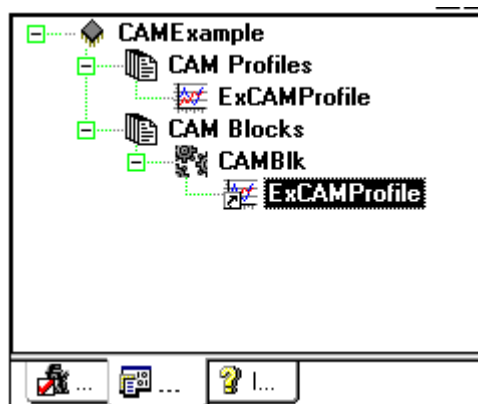 CAMExample
CAM Profiles
ExCAMProfile
CAM Blocks
CAMBlk
ExCAMProfile
... ... I...